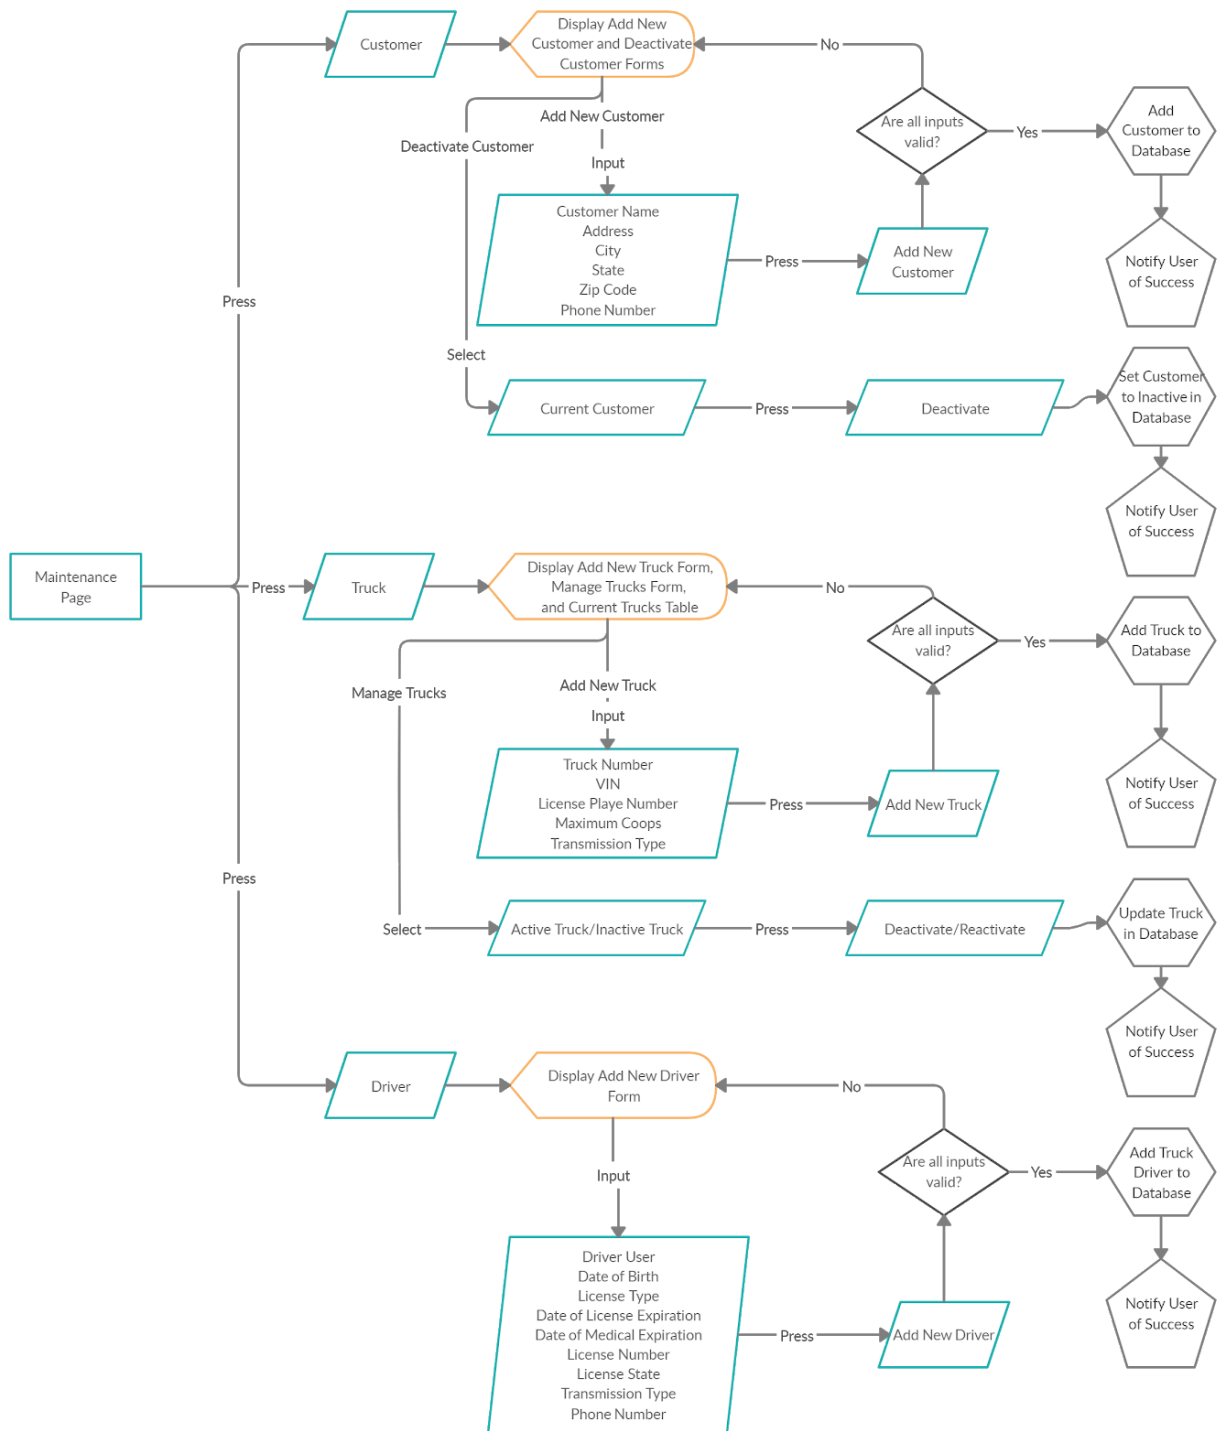 Customer
Display Add New
Customer and Deactivate
Customer Forms
No
Add New Customer
Deactivate Customer
Input
Are all inputs
valid?
Yes
Add
Customer to
Database
Customer Name
Address
City
State
Zip Code
Phone Number
Press
Add New
Customer
Notify User
of Success
Press
Select
Current Customer
Press
Deactivate
Set Customer
to Inactive in
Database
Notify User
of Success
Maintenance
Page
Press
Truck
Display Add New Truck Form,
Manage Trucks Form,
and Current Trucks Table
No
Are all inputs
valid?
Yes
Add Truck to
Database
Manage Trucks
Add New Truck
Input
Truck Number
VIN
License Playe Number
Maximum Coops
Transmission Type
Press
Add New Truck
Notify User
of Success
Press
Select
Active Truck/Inactive Truck
Press
Deactivate/Reactivate
Update Truck
in Database
Notify User
of Success
Driver
Display Add New Driver
Form
No
Input
Are all inputs
valid?
Yes
Add Truck
Driver to
Database
Driver User
Date of Birth
License Type
Date of License Expiration
Date of Medical Expiration
License Number
License State
Transmission Type
Phone Number
Press
Add New Driver
Notify User
of Success